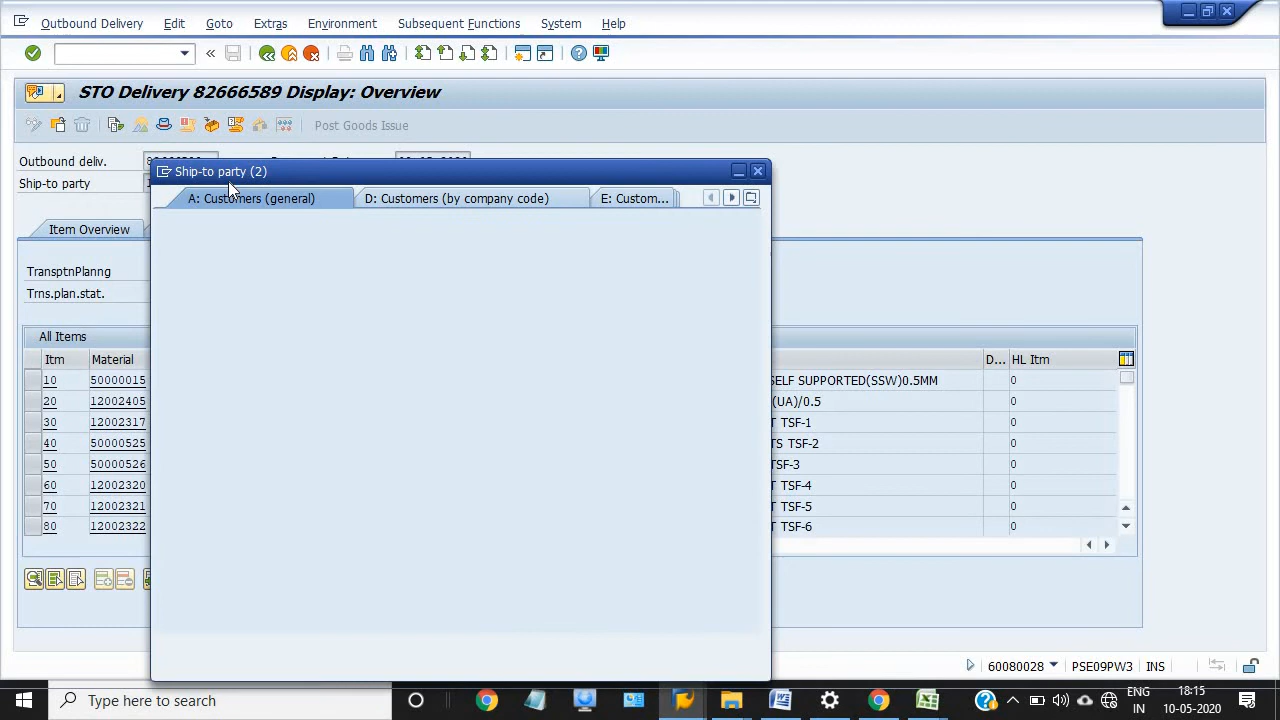 Outbound Delivery Edit Goto Extras Environment Subsequent Functions System Help
STO Delivery 82666589 Display: Overview
Post Goods Issue
Outbound deliv.
Ship-to party
Ship-to party (2)
A: Customers (general) D: Customers (by company code) E: Custom...
Item Overview
TransptnPlanng
Trns.plan.stat.
All Items
Itm Material D... HL Itm
10 50000015 SELF SUPPORTED(SSW)0.5MM 0
20 12002405 (UA)/0.5 0
30 12002317 T TSF-1 0
40 50000525 TS TSF-2 0
50 50000526 TSF-3 0
60 12002320 T TSF-4 0
70 12002321 T TSF-5 0
80 12002322 T TSF-6 0
60080028 PSE09PW3 INS
Type here to search
ENG
IN
18:15
10-05-2020